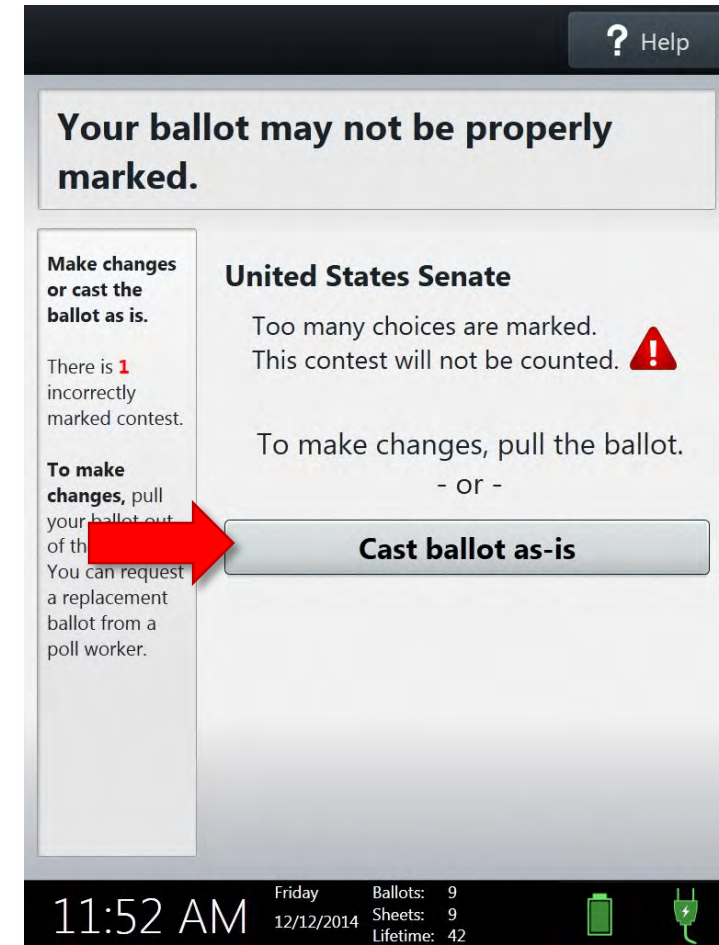 ? Help
Your ballot may not be properly
marked.
Make changes
or cast the
ballot as is.
There is 1
incorrectly
marked contest.
To make
changes, pull
your ballot out
of th
You can request
a replacement
ballot from a
poll worker.
United States Senate
Too many choices are marked.
This contest will not be counted.
To make changes, pull the ballot.
- or -
Cast ballot as-is
11:52 AM
Friday
12/12/2014
Ballots: 9
Sheets: 9
Lifetime: 42